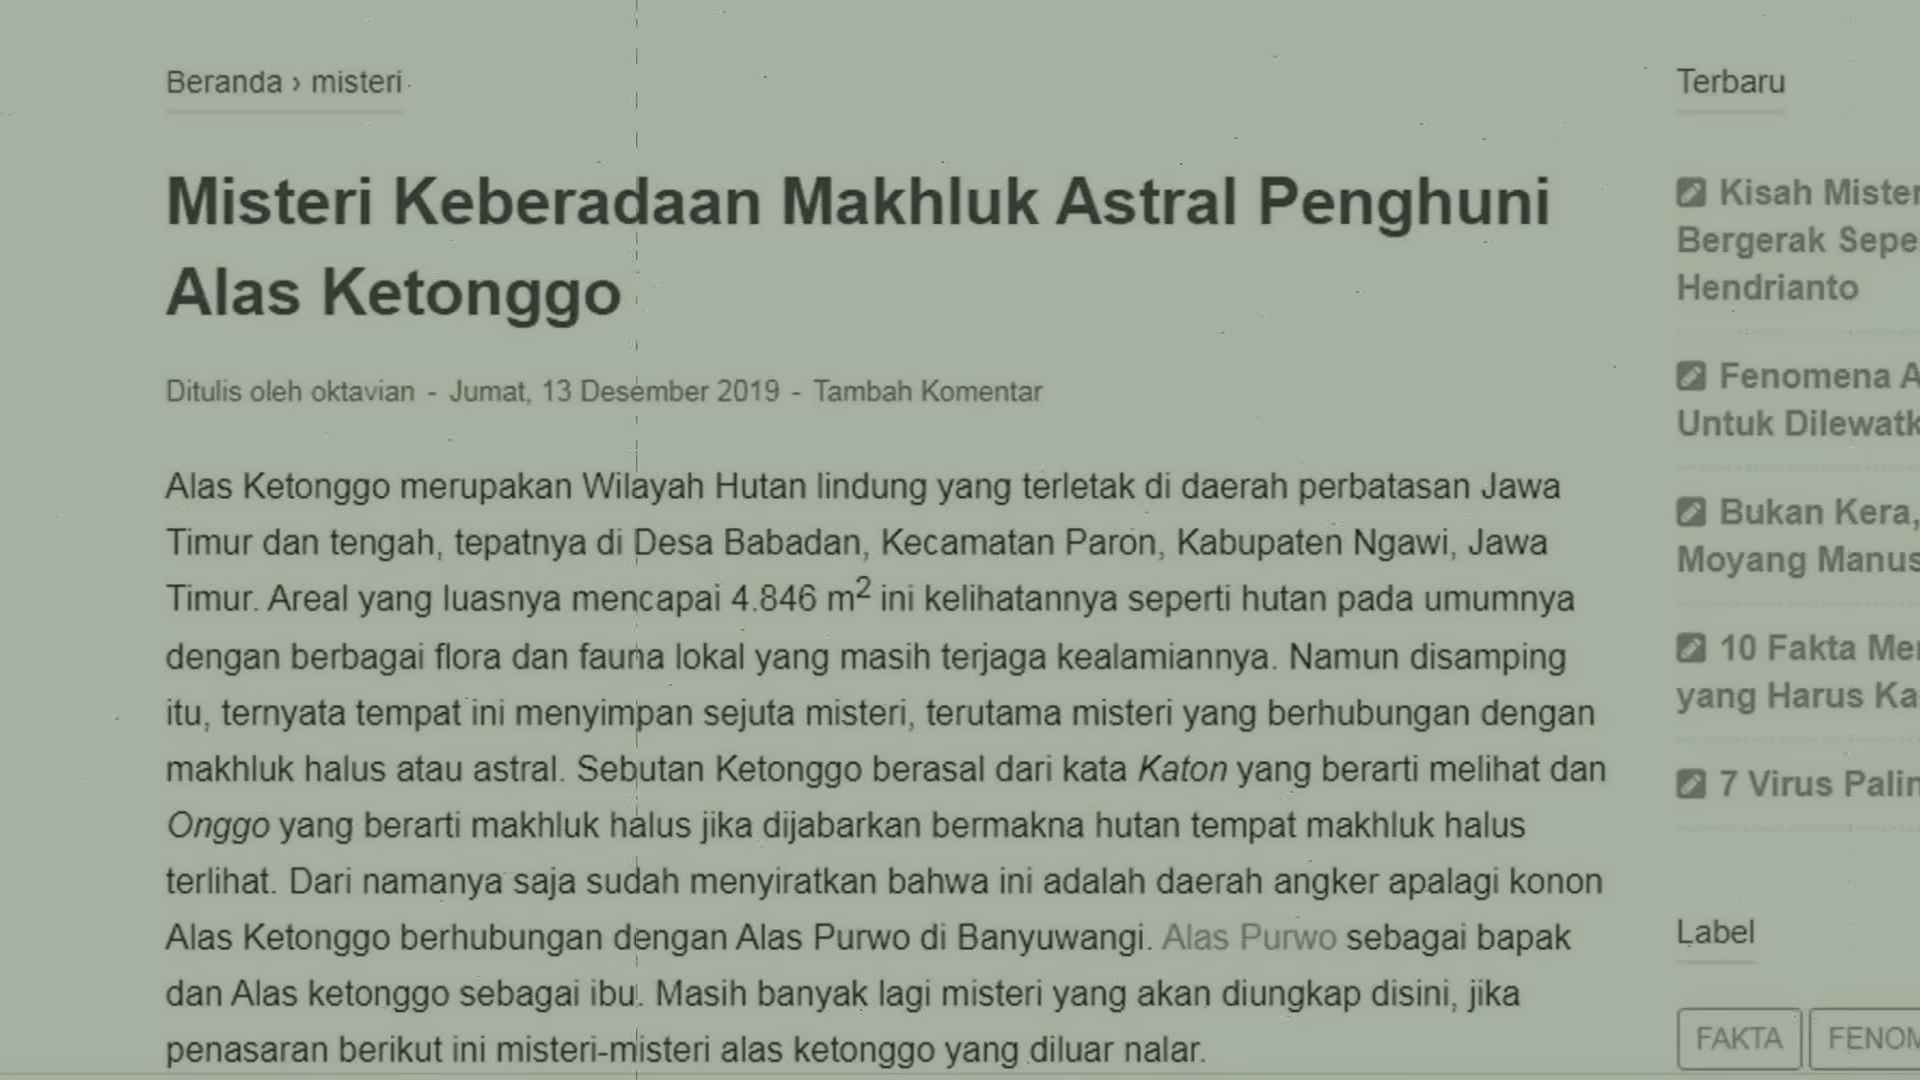 Beranda › misteri
Misteri Keberadaan Makhluk Astral Penghuni
Alas Ketonggo
Ditulis oleh oktavian - Jumat, 13 Desember 2019 - Tambah Komentar
Alas Ketonggo merupakan Wilayah Hutan lindung yang terletak di daerah perbatasan Jawa
Timur dan tengah, tepatnya di Desa Babadan, Kecamatan Paron, Kabupaten Ngawi, Jawa
Timur. Areal yang luasnya mencapai 4.846 m² ini kelihatannya seperti hutan pada umumnya
dengan berbagai flora dan fauna lokal yang masih terjaga kealamiannya. Namun disamping
itu, ternyata tempat ini menyimpan sejuta misteri, terutama misteri yang berhubungan dengan
makhluk halus atau astral. Sebutan Ketonggo berasal dari kata Katon yang berarti melihat dan
Onggo yang berarti makhluk halus jika dijabarkan bermakna hutan tempat makhluk halus
terlihat. Dari namanya saja sudah menyiratkan bahwa ini adalah daerah angker apalagi konon
Alas Ketonggo berhubungan dengan Alas Purwo di Banyuwangi. Alas Purwo sebagai bapak
dan Alas ketonggo sebagai ibu. Masih banyak lagi misteri yang akan diungkap disini, jika
penasaran berikut ini misteri-misteri alas ketonggo yang diluar nalar.
Terbaru
Kisah Mister
Bergerak Sepe
Hendrianto
Fenomena A
Untuk Dilewatk
Bukan Kera,
Moyang Manus
10 Fakta Mer
yang Harus Ka
7 Virus Palin
Label
FAKTA
FENOM